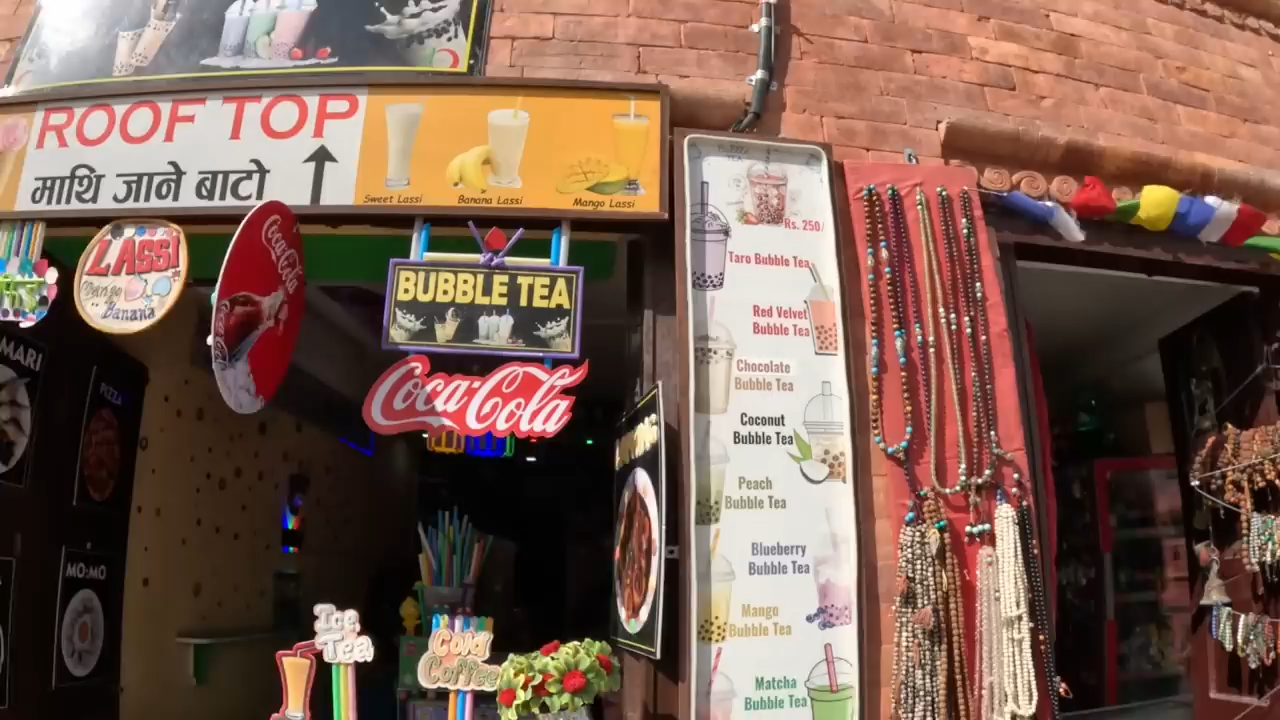 ROOF TOP
माथि जाने बाटो
Sweet Lassi
Banana Lassi
Mango Lassi
LASSI
Mango
Banana
Coca-Cola
BUBBLE TEA
Coca-Cola
MARI
PIZZA
MO:MO
Ice
Tea
Cold
Coffee
Rs. 250/
Taro Bubble Tea
Red Velvet
Bubble Tea
Chocolate
Bubble Tea
Coconut
Bubble Tea
Peach
Bubble Tea
Blueberry
Bubble Tea
Mango
Bubble Tea
Matcha
Bubble Tea